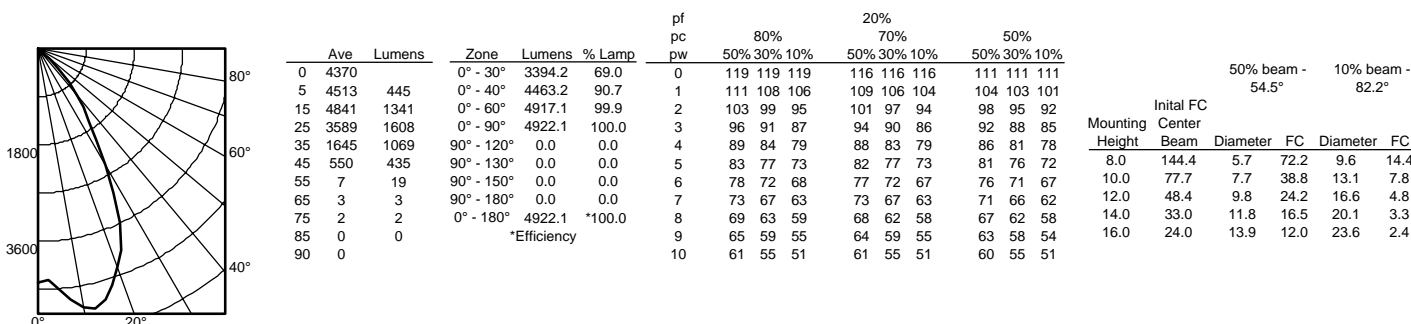 80°
60°
40°
20°
0°
1800
3600
Ave Lumens
0 4370
5 4513 445
15 4841 1341
25 3589 1608
35 1645 1069
45 550 435
55 7 19
65 3 3
75 2 2
85 0 0
90 0
Zone Lumens % Lamp
0° - 30° 3394.2 69.0
0° - 40° 4463.2 90.7
0° - 60° 4917.1 99.9
0° - 90° 4922.1 100.0
90° - 120° 0.0 0.0
90° - 130° 0.0 0.0
90° - 150° 0.0 0.0
90° - 180° 0.0 0.0
0° - 180° 4922.1 *100.0
*Efficiency
pf 20%
pc 80% 70% 50%
pw 50% 30% 10% 50% 30% 10% 50% 30% 10%
0 119 119 119 116 116 116 111 111 111
1 111 108 106 109 106 104 104 103 101
2 103 99 95 101 97 94 98 95 92
3 96 91 87 94 90 86 92 88 85
4 89 84 79 88 83 79 86 81 78
5 83 77 73 82 77 73 81 76 72
6 78 72 68 77 72 67 76 71 67
7 73 67 63 73 67 63 71 66 62
8 69 63 59 68 62 58 67 62 58
9 65 59 55 64 59 55 63 58 54
10 61 55 51 61 55 51 60 55 51
50% beam - 10% beam -
54.5° 82.2°
Inital FC
Mounting Center
Height Beam Diameter FC Diameter FC
8.0 144.4 5.7 72.2 9.6 14.4
10.0 77.7 7.7 38.8 13.1 7.8
12.0 48.4 9.8 24.2 16.6 4.8
14.0 33.0 11.8 16.5 20.1 3.3
16.0 24.0 13.9 12.0 23.6 2.4